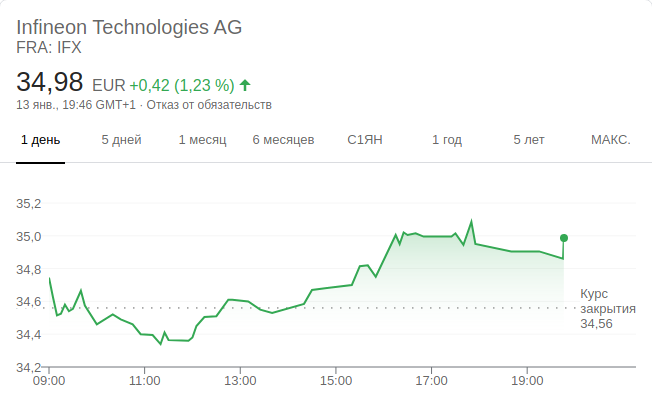 Infineon Technologies AG
FRA: IFX
34,98 EUR +0,42 (1,23 %)
13 янв., 19:46 GMT+1 · Отказ от обязательств
1 день 5 дней 1 месяц 6 месяцев С1ЯН 1 год 5 лет МАКС.
35,2
35,0
34,8
34,6
34,4
34,2
Курс
закрытия
34,56
09:00 11:00 13:00 15:00 17:00 19:00